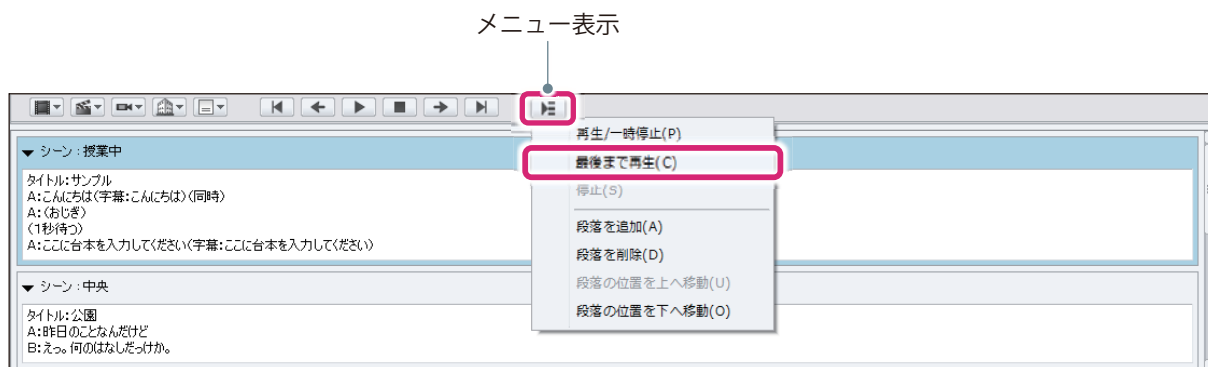 メニュー表示
再生/一時停止(P)
最後まで再生(C)
停止(S)
段落を追加(A)
段落を削除(D)
段落の位置を上へ移動(U)
段落の位置を下へ移動(O)
シーン:授業中
タイトル:サンプル
A:こんにちは(字幕:こんにちは)(同時)
A:(おじぎ)
(1秒待つ)
A:ここに台本を入力してください(字幕:ここに台本を入力してください)
シーン:中央
タイトル:公園
A:昨日のことなんだけど
B:えっ。何のはなしだっけか。